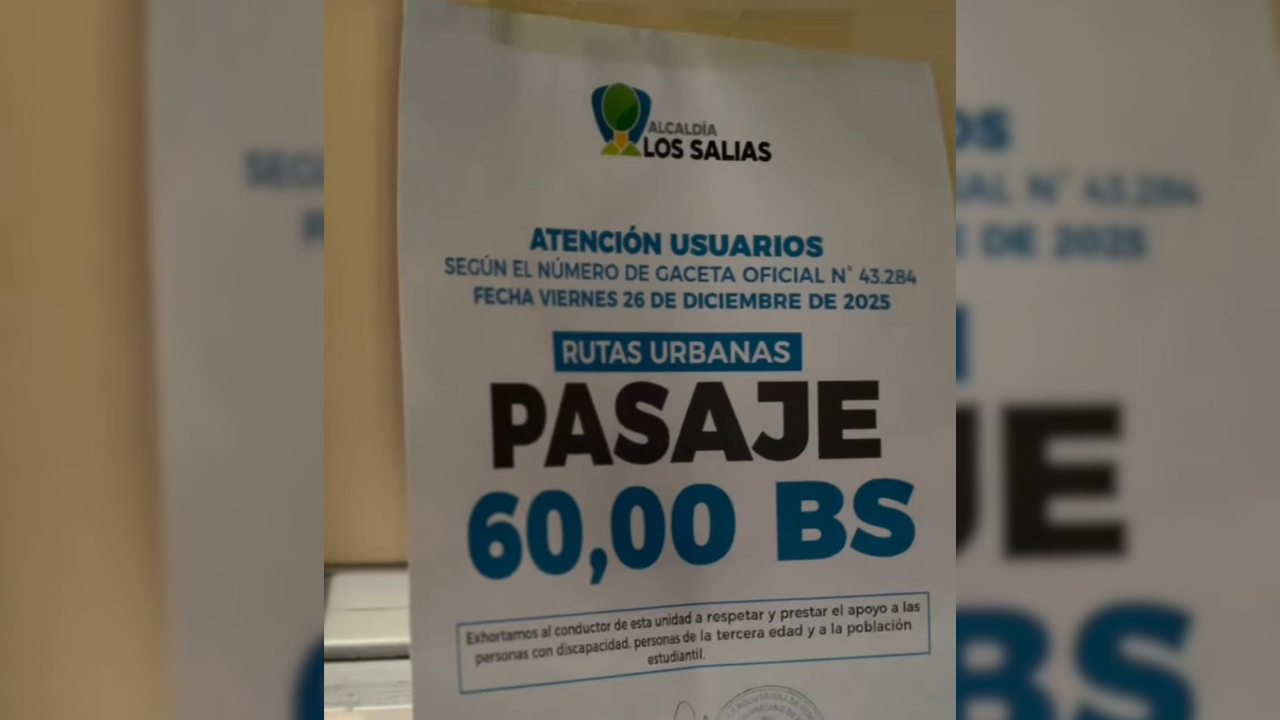 ALCALDÍA
LOS SALIAS
ATENCIÓN USUARIOS
SEGÚN EL NÚMERO DE GACETA OFICIAL N° 43.284
FECHA VIERNES 26 DE DICIEMBRE DE 2025
RUTAS URBANAS
PASAJE
60,00 BS
Exhortamos al conductor de esta unidad a respetar y prestar el apoyo a las
personas con discapacidad, personas de la tercera edad y a la población
estudiantil.